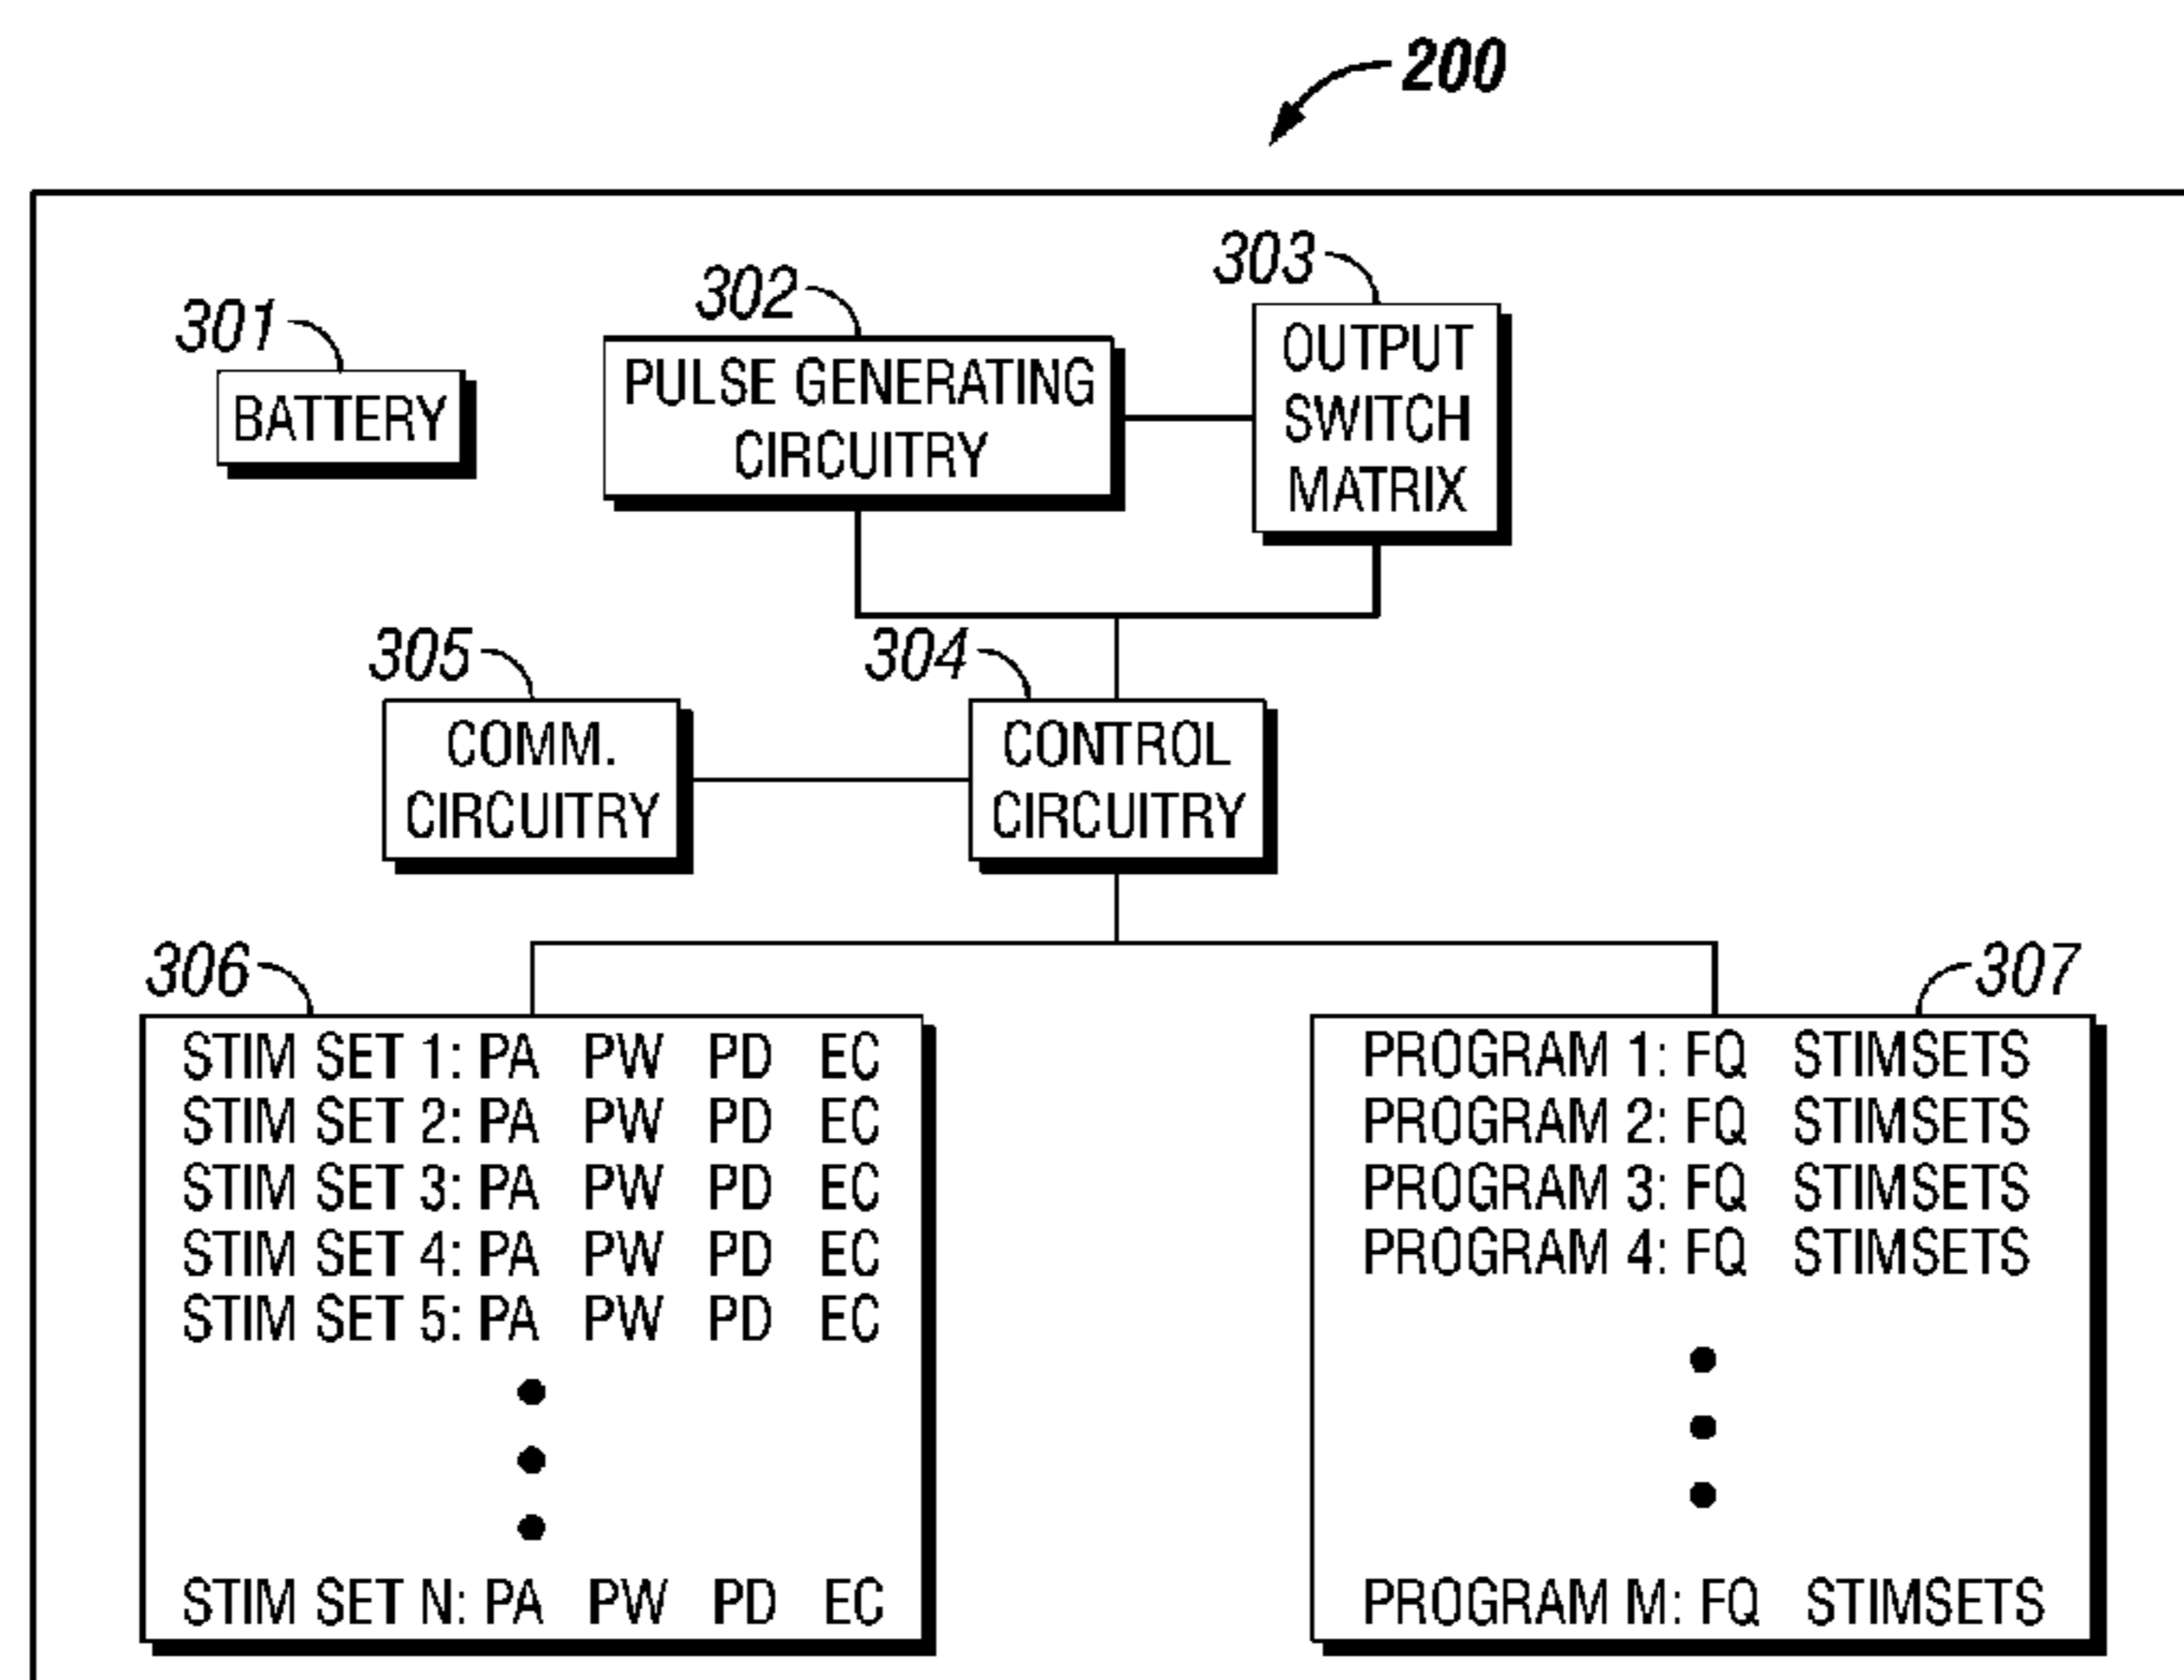 200
301
BATTERY
302
PULSE GENERATING
CIRCUITRY
303
OUTPUT
SWITCH
MATRIX
305
COMM.
CIRCUITRY
304
CONTROL
CIRCUITRY
306
STIM SET 1: PA PW PD EC
STIM SET 2: PA PW PD EC
STIM SET 3: PA PW PD EC
STIM SET 4: PA PW PD EC
STIM SET 5: PA PW PD EC
STIM SET N: PA PW PD EC
307
PROGRAM 1: FQ STIMSETS
PROGRAM 2: FQ STIMSETS
PROGRAM 3: FQ STIMSETS
PROGRAM 4: FQ STIMSETS
PROGRAM M: FQ STIMSETS